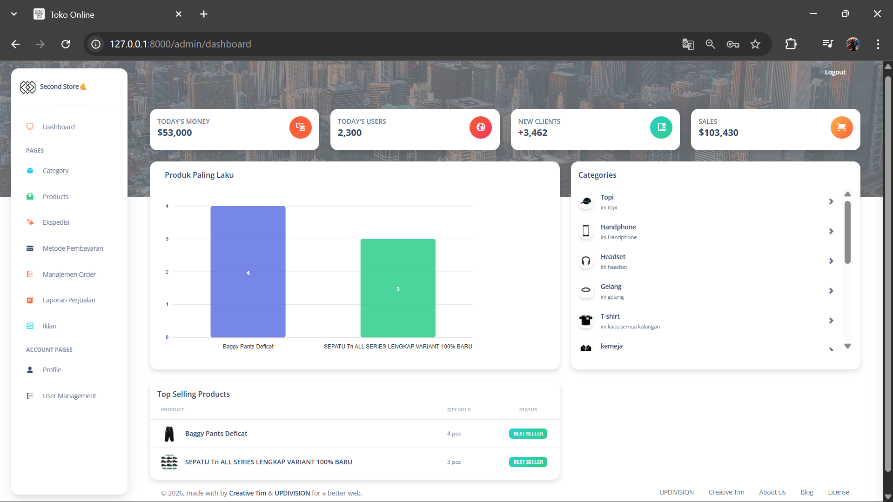 Toko Online
127.0.0.1:8000/admin/dashboard
Second Store👍
Logout
Dashboard
PAGES
Category
Products
Ekspedisi
Metode Pembayaran
Manajemen Order
Laporan Perjualan
Iklan
ACCOUNT PAGES
Profile
User Management
TODAY'S MONEY
$53,000
TODAY'S USERS
2,300
NEW CLIENTS
+3,462
SALES
$103,430
Produk Paling Laku
4
3
2
1
0
4
3
Baggy Pants Deficat
SEPATU Tn ALL SERIES LENGKAP VARIANT 100% BARU
Categories
Topi
ini topi
Handphone
ini Handphone
Headset
ini headset
Gelang
ini gelang
T-shirt
ini kaos semua kalangan
kemeja
Top Selling Products
PRODUCT QTY SOLD STATUS
Baggy Pants Deficat 4 pcs BEST SELLER
SEPATU Tn ALL SERIES LENGKAP VARIANT 100% BARU 3 pcs BEST SELLER
© 2026, made with by Creative Tim & UPDIVISION for a better web.
UPDIVISION Creative Tim About Us Blog License